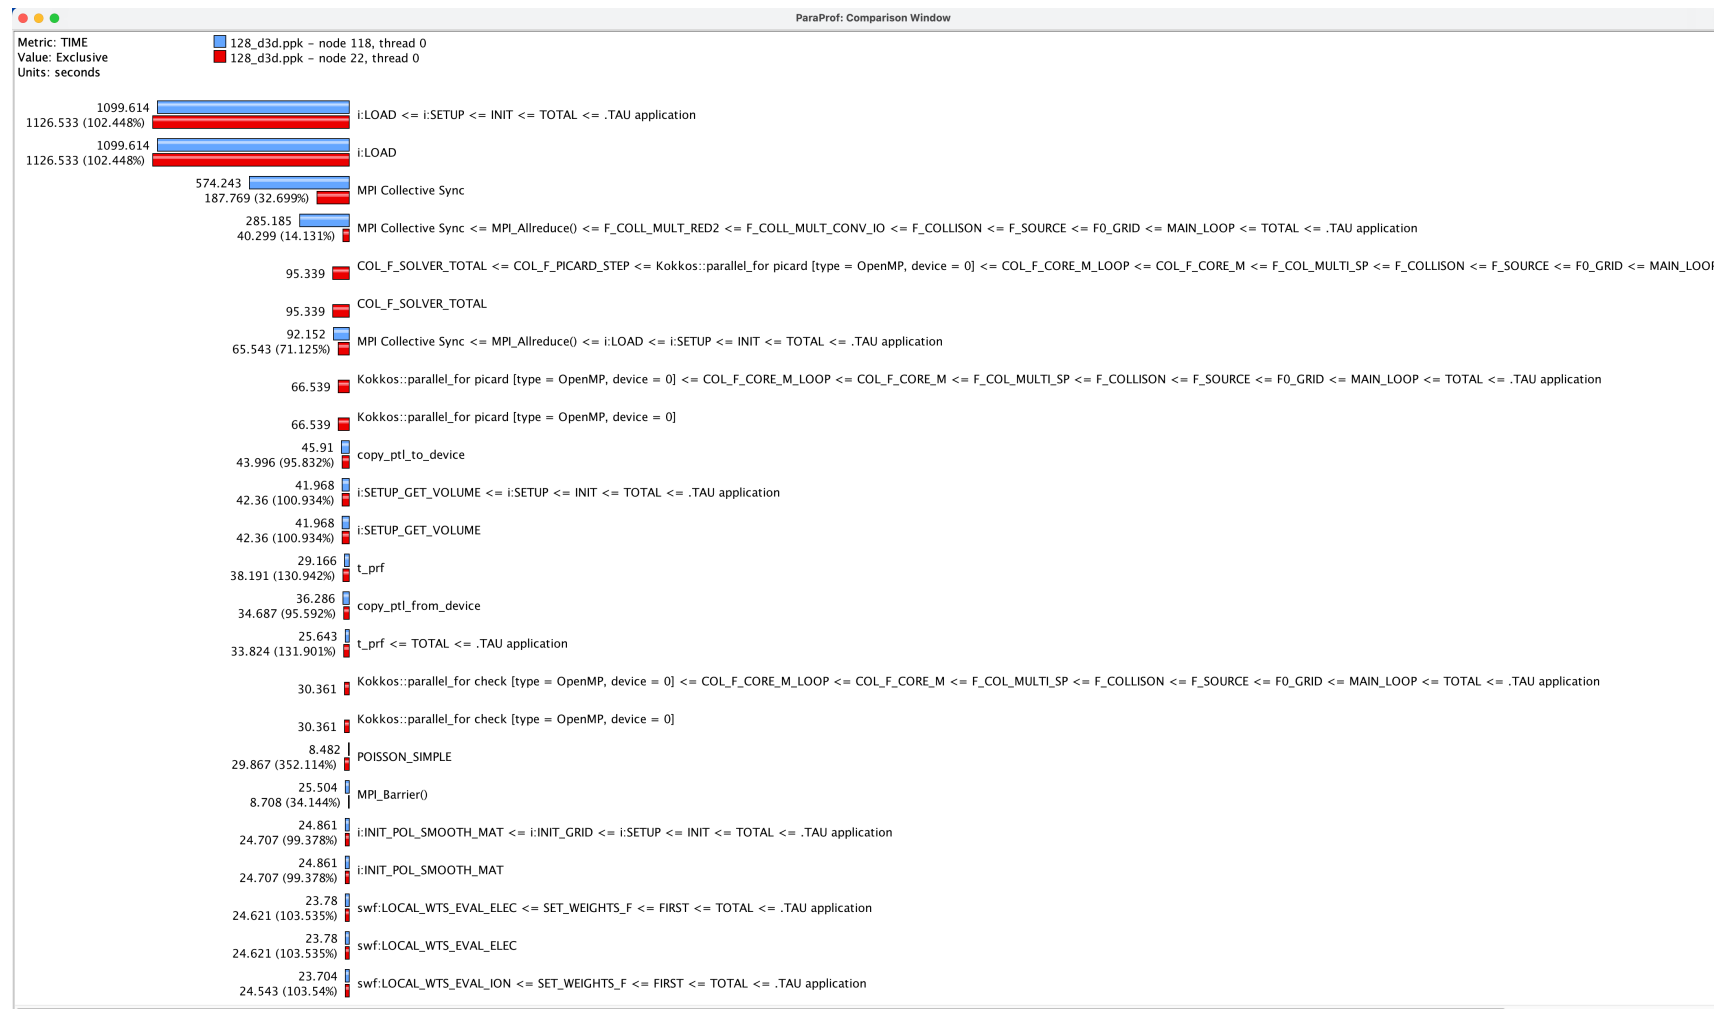 ParaProf: Comparison Window
Metric: TIME
Value: Exclusive
Units: seconds
128_d3d.ppk – node 118, thread 0
128_d3d.ppk – node 22, thread 0
1099.614
1126.533 (102.448%)
i:LOAD <= i:SETUP <= INIT <= TOTAL <= .TAU application
1099.614
1126.533 (102.448%)
i:LOAD
574.243
187.769 (32.699%)
MPI Collective Sync
285.185
40.299 (14.131%)
MPI Collective Sync <= MPI_Allreduce() <= F_COLL_MULT_RED2 <= F_COLL_MULT_CONV_IO <= F_COLLISON <= F_SOURCE <= F0_GRID <= MAIN_LOOP <= TOTAL <= .TAU application
95.339
COL_F_SOLVER_TOTAL <= COL_F_PICARD_STEP <= Kokkos::parallel_for picard [type = OpenMP, device = 0] <= COL_F_CORE_M_LOOP <= COL_F_CORE_M <= F_COL_MULTI_SP <= F_COLLISON <= F_SOURCE <= F0_GRID <= MAIN_LOOP
95.339
COL_F_SOLVER_TOTAL
92.152
65.543 (71.125%)
MPI Collective Sync <= MPI_Allreduce() <= i:LOAD <= i:SETUP <= INIT <= TOTAL <= .TAU application
66.539
Kokkos::parallel_for picard [type = OpenMP, device = 0] <= COL_F_CORE_M_LOOP <= COL_F_CORE_M <= F_COL_MULTI_SP <= F_COLLISON <= F_SOURCE <= F0_GRID <= MAIN_LOOP <= TOTAL <= .TAU application
66.539
Kokkos::parallel_for picard [type = OpenMP, device = 0]
45.91
43.996 (95.832%)
copy_ptl_to_device
41.968
42.36 (100.934%)
i:SETUP_GET_VOLUME <= i:SETUP <= INIT <= TOTAL <= .TAU application
41.968
42.36 (100.934%)
i:SETUP_GET_VOLUME
29.166
38.191 (130.942%)
t_prf
36.286
34.687 (95.592%)
copy_ptl_from_device
25.643
33.824 (131.901%)
t_prf <= TOTAL <= .TAU application
30.361
Kokkos::parallel_for check [type = OpenMP, device = 0] <= COL_F_CORE_M_LOOP <= COL_F_CORE_M <= F_COL_MULTI_SP <= F_COLLISON <= F_SOURCE <= F0_GRID <= MAIN_LOOP <= TOTAL <= .TAU application
30.361
Kokkos::parallel_for check [type = OpenMP, device = 0]
8.482
29.867 (352.114%)
POISSON_SIMPLE
25.504
8.708 (34.144%)
MPI_Barrier()
24.861
24.707 (99.378%)
i:INIT_POL_SMOOTH_MAT <= i:INIT_GRID <= i:SETUP <= INIT <= TOTAL <= .TAU application
24.861
24.707 (99.378%)
i:INIT_POL_SMOOTH_MAT
23.78
24.621 (103.535%)
swf:LOCAL_WTS_EVAL_ELEC <= SET_WEIGHTS_F <= FIRST <= TOTAL <= .TAU application
23.78
24.621 (103.535%)
swf:LOCAL_WTS_EVAL_ELEC
23.704
24.543 (103.54%)
swf:LOCAL_WTS_EVAL_ION <= SET_WEIGHTS_F <= FIRST <= TOTAL <= .TAU application